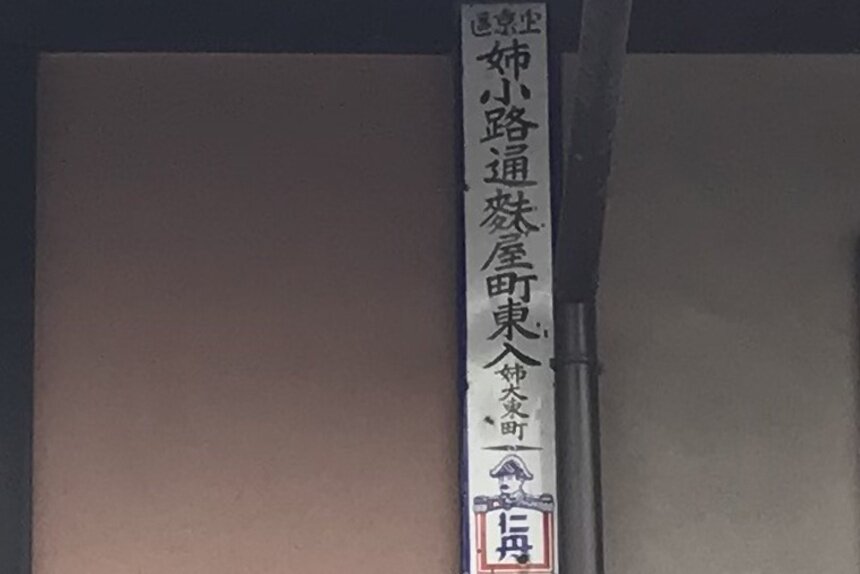 上京區
姉小路通麩屋町東入
姉大東町
仁丹